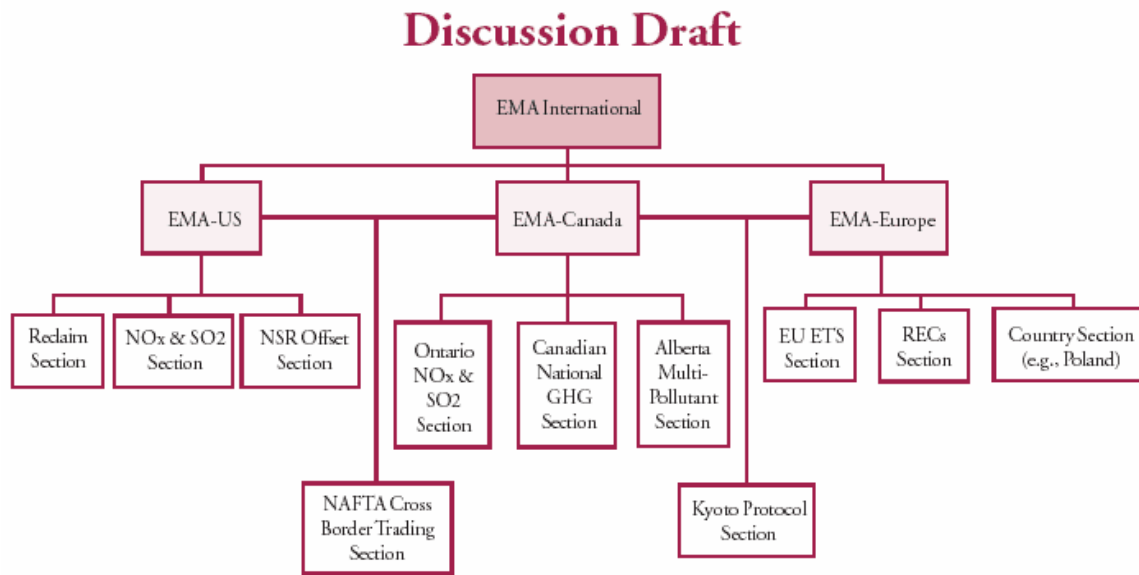 Discussion Draft
EMA International
EMA-US
EMA-Canada
EMA-Europe
Reclaim
Section
NOx & SO2
Section
NSR Offset
Section
Ontario
NOx &
SO2
Section
Canadian
National
GHG
Section
Alberta
Multi-
Pollutant
Section
EU ETS
Section
RECs
Section
Country Section
(e.g., Poland)
NAFTA Cross
Border Trading
Section
Kyoto Protocol
Section